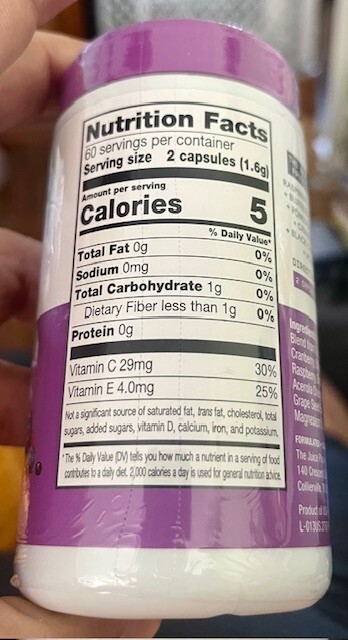 Nutrition Facts
60 servings per container
Serving size 2 capsules (1.6g)
Amount per serving
Calories 5
% Daily Value*
Total Fat 0g 0%
Sodium 0mg 0%
Total Carbohydrate 1g 0%
Dietary Fiber less than 1g 0%
Protein 0g
Vitamin C 29mg 30%
Vitamin E 4.0mg 25%
Not a significant source of saturated fat, trans fat, cholesterol, total
sugars, added sugars, vitamin D, calcium, iron, and potassium.
*The % Daily Value (DV) tells you how much a nutrient in a serving of food
contributes to a daily diet. 2,000 calories a day is used for general nutrition advice.
Blend
Cranberry
Raspberry
Acerola
Grape
FORMULATED
The Juice
140
Product of